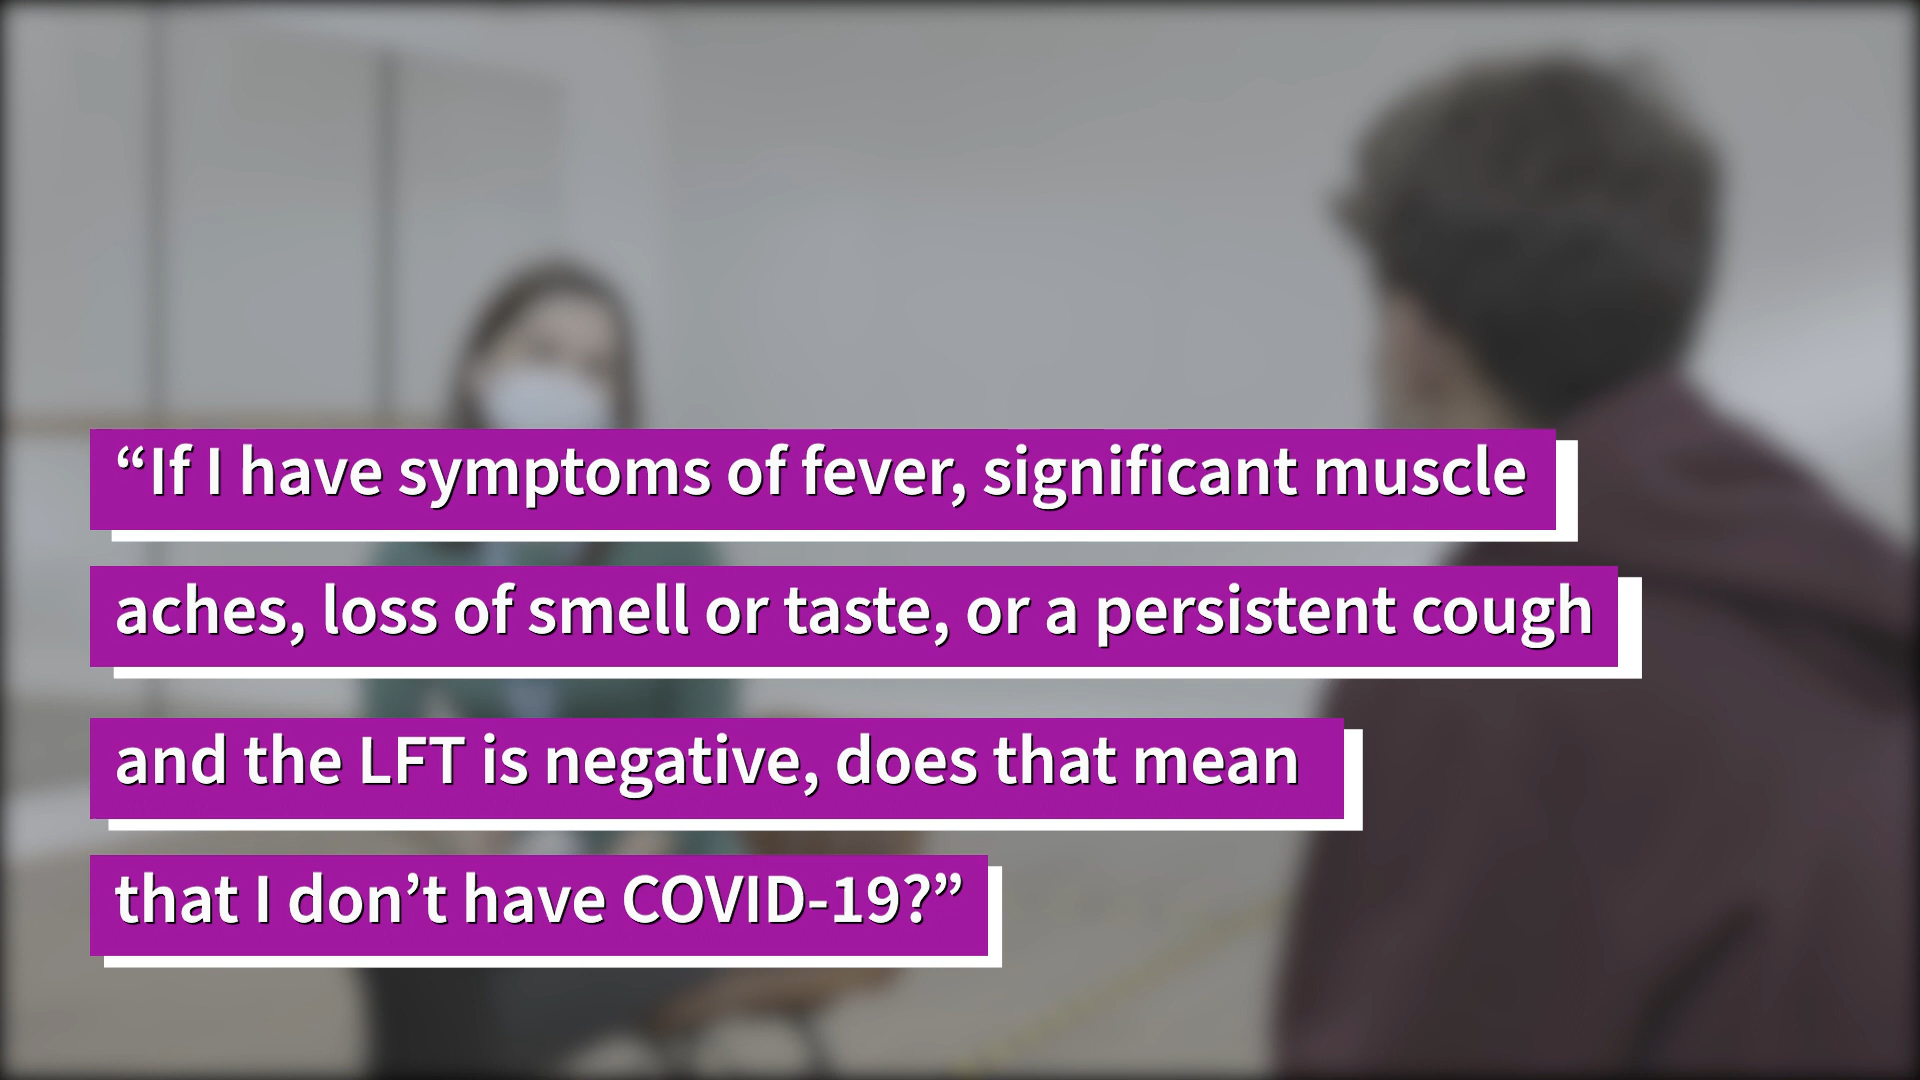 “If I have symptoms of fever, significant muscle
aches, loss of smell or taste, or a persistent cough
and the LFT is negative, does that mean
that I don’t have COVID-19?”